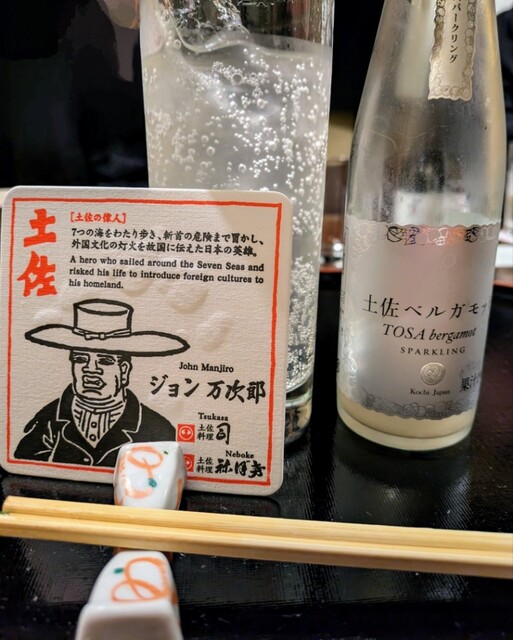 土佐
[土佐の偉人]
7つの海をわたり歩き、斬首の危険まで冒かし、
外国文化の灯火を故国に伝えた日本の英雄。
A hero who sailed around the Seven Seas and
risked his life to introduce foreign cultures to
his homeland.
John Manjiro
ジョン 万次郎
Tsukasa
土佐料理 司
Neboke
土佐料理 祢保希
パークリング
土佐ベルガモッ
TOSA bergamot
SPARKLING
Kochi Japan
果汁